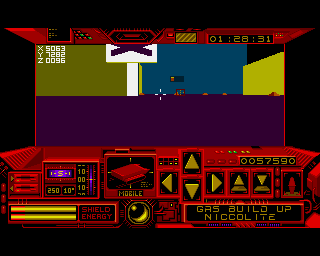 01:28:31
X 5063
Y 7282
Z 0096
0057590
250 10°
MOBILE
SHIELD
ENERGY
GAS BUILD UP
NICCOLITE